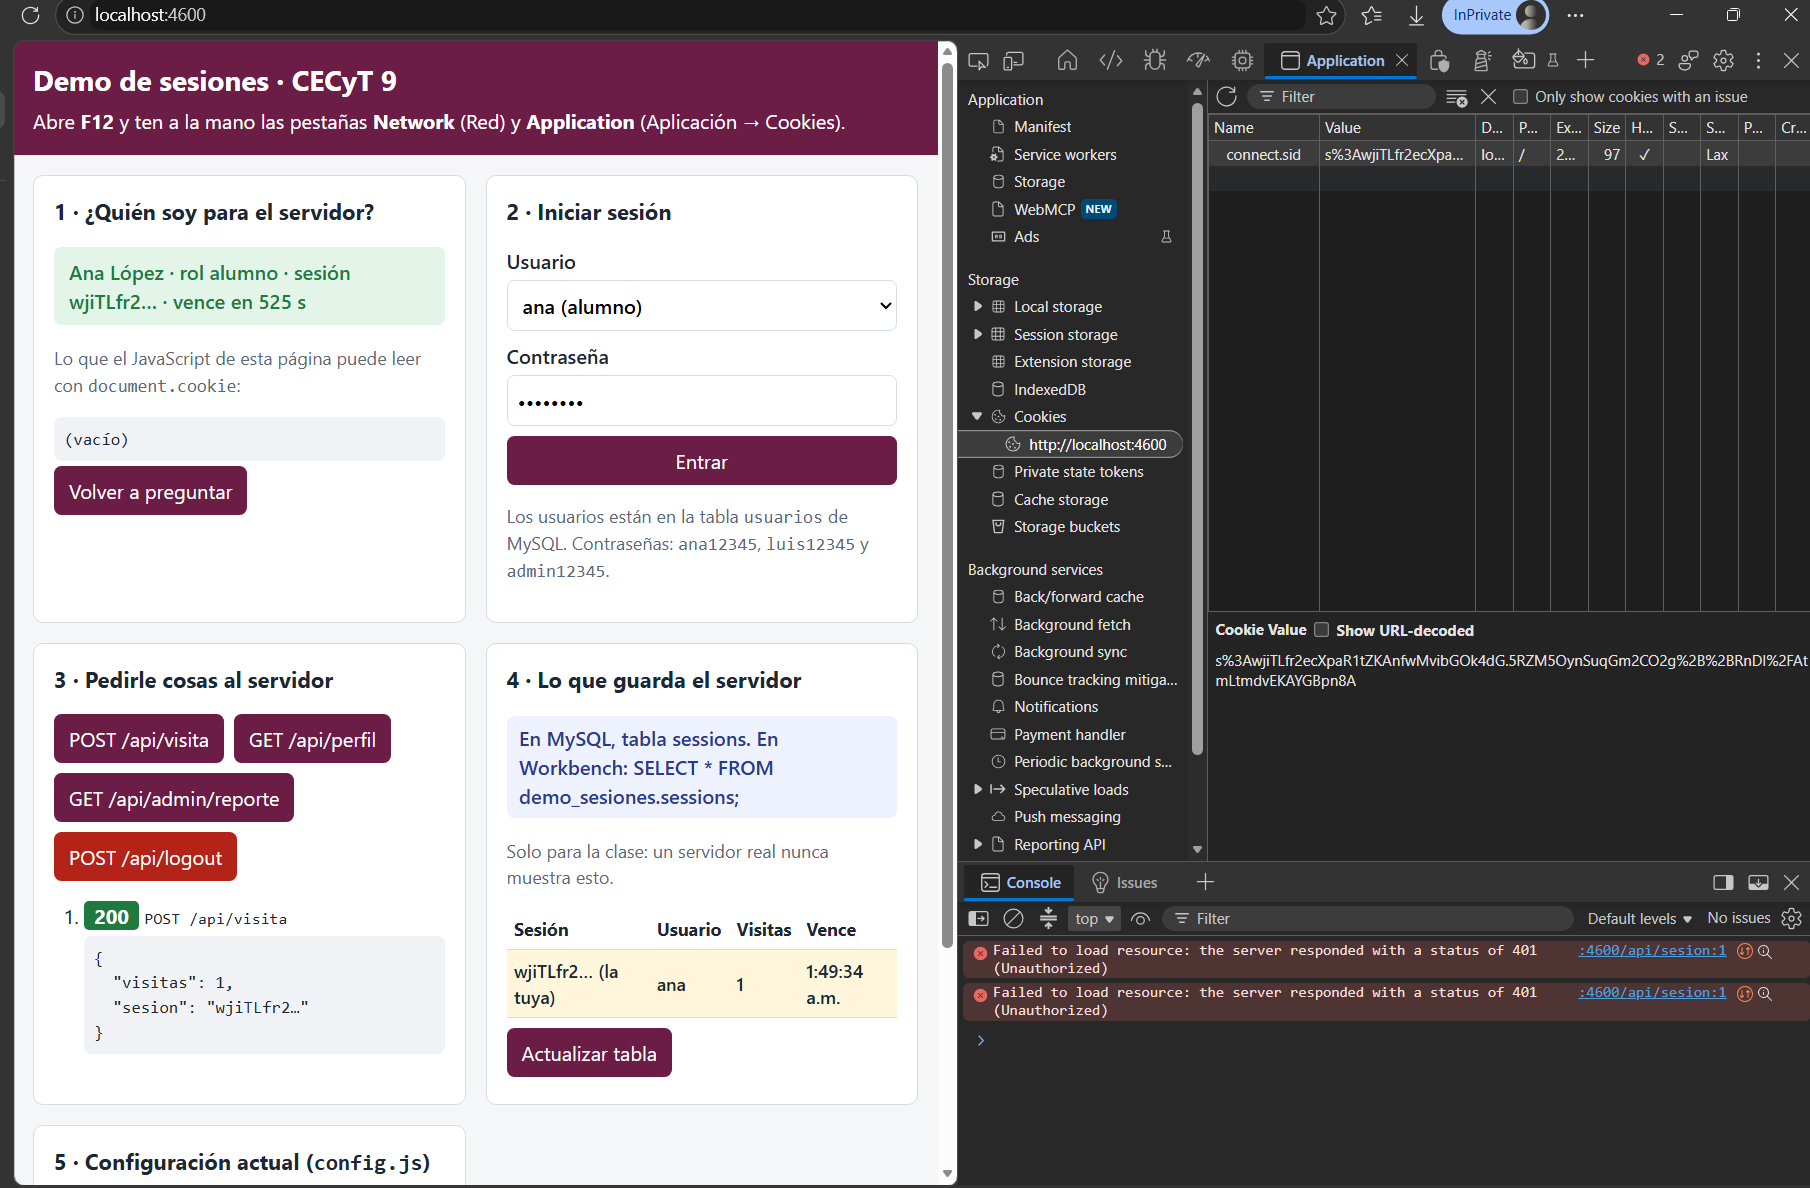 localhost:4600
InPrivate
Demo de sesiones · CECyT 9
Abre F12 y ten a la mano las pestañas Network (Red) y Application (Aplicación → Cookies).
1 · ¿Quién soy para el servidor?
Ana López · rol alumno · sesión
wjiTLfr2... · vence en 525 s
Lo que el JavaScript de esta página puede leer
con document.cookie:
(vacío)
Volver a preguntar
2 · Iniciar sesión
Usuario
ana (alumno)
Contraseña
••••••••
Entrar
Los usuarios están en la tabla usuarios de
MySQL. Contraseñas: ana12345, luis12345 y
admin12345.
3 · Pedirle cosas al servidor
POST /api/visita
GET /api/perfil
GET /api/admin/reporte
POST /api/logout
1. 200 POST /api/visita
{
"visitas": 1,
"sesion": "wjiTLfr2…"
}
4 · Lo que guarda el servidor
En MySQL, tabla sessions. En
Workbench: SELECT * FROM
demo_sesiones.sessions;
Solo para la clase: un servidor real nunca
muestra esto.
Sesión Usuario Visitas Vence
wjiTLfr2... (la
tuya)
ana
1
1:49:34
a.m.
Actualizar tabla
5 · Configuración actual (config.js)
Application
2
Application
Manifest
Service workers
Storage
WebMCP NEW
Ads
Storage
Local storage
Session storage
Extension storage
IndexedDB
Cookies
http://localhost:4600
Private state tokens
Cache storage
Storage buckets
Background services
Back/forward cache
Background fetch
Background sync
Bounce tracking mitiga...
Notifications
Payment handler
Periodic background s...
Speculative loads
Push messaging
Reporting API
Filter
Only show cookies with an issue
Name Value D... P... Ex... Size H... S... S... P... Cr...
connect.sid s%3AwjiTLfr2ecXpa... lo... / 2... 97 ✓ Lax
Cookie Value Show URL-decoded
s%3AwjiTLfr2ecXpaR1tZKAnfwMvibGOk4dG.5RZM5OynSuqGm2CO2g%2B%2BRnDI%2FAt
mLtmdvEKAYGBpn8A
Console
Issues
top
Filter
Default levels
No issues
Failed to load resource: the server responded with a status of 401 :4600/api/sesion:1
(Unauthorized)
Failed to load resource: the server responded with a status of 401 :4600/api/sesion:1
(Unauthorized)